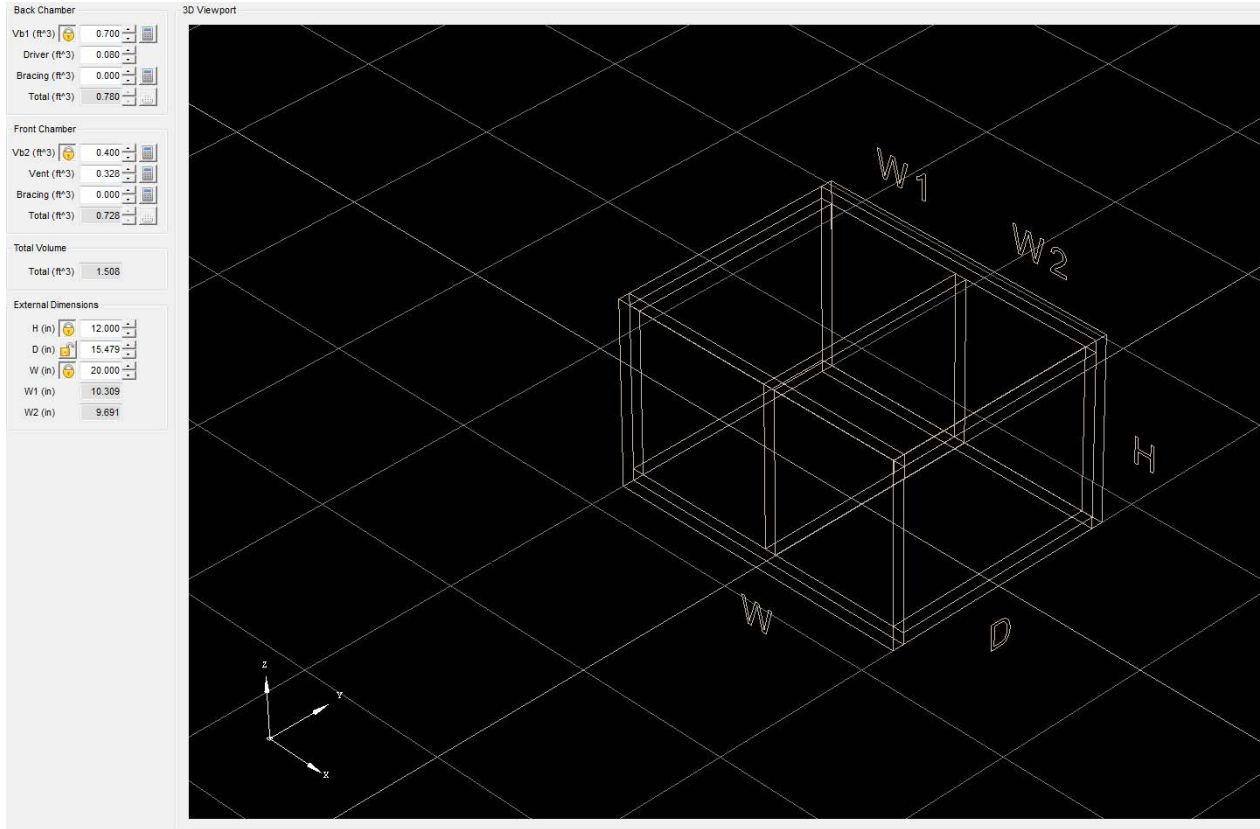 Back Chamber
Vb1 (ft^3) 0.700
Driver (ft^3) 0.080
Bracing (ft^3) 0.000
Total (ft^3) 0.780
Front Chamber
Vb2 (ft^3) 0.400
Vent (ft^3) 0.328
Bracing (ft^3) 0.000
Total (ft^3) 0.728
Total Volume
Total (ft^3) 1.508
External Dimensions
H (in) 12.000
D (in) 15.479
W (in) 20.000
W1 (in) 10.309
W2 (in) 9.691
3D Viewport
W1
W2
H
W
D
Z
Y
X